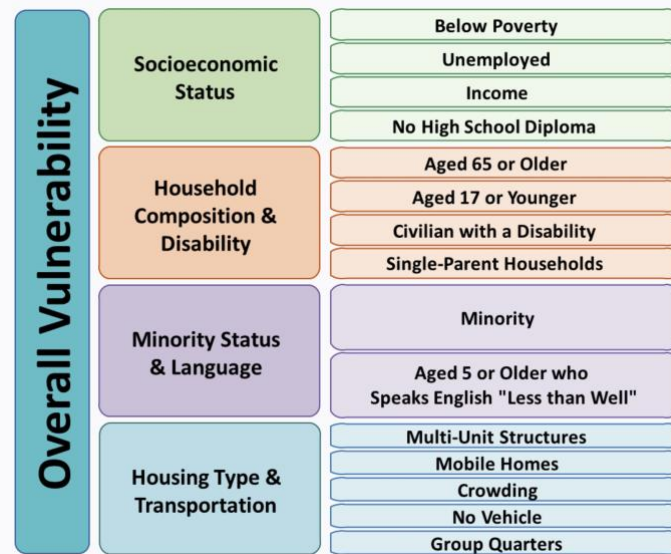 Overall Vulnerability
Socioeconomic
Status
Below Poverty
Unemployed
Income
No High School Diploma
Household
Composition &
Disability
Aged 65 or Older
Aged 17 or Younger
Civilian with a Disability
Single-Parent Households
Minority Status
& Language
Minority
Aged 5 or Older who
Speaks English "Less than Well"
Housing Type &
Transportation
Multi-Unit Structures
Mobile Homes
Crowding
No Vehicle
Group Quarters